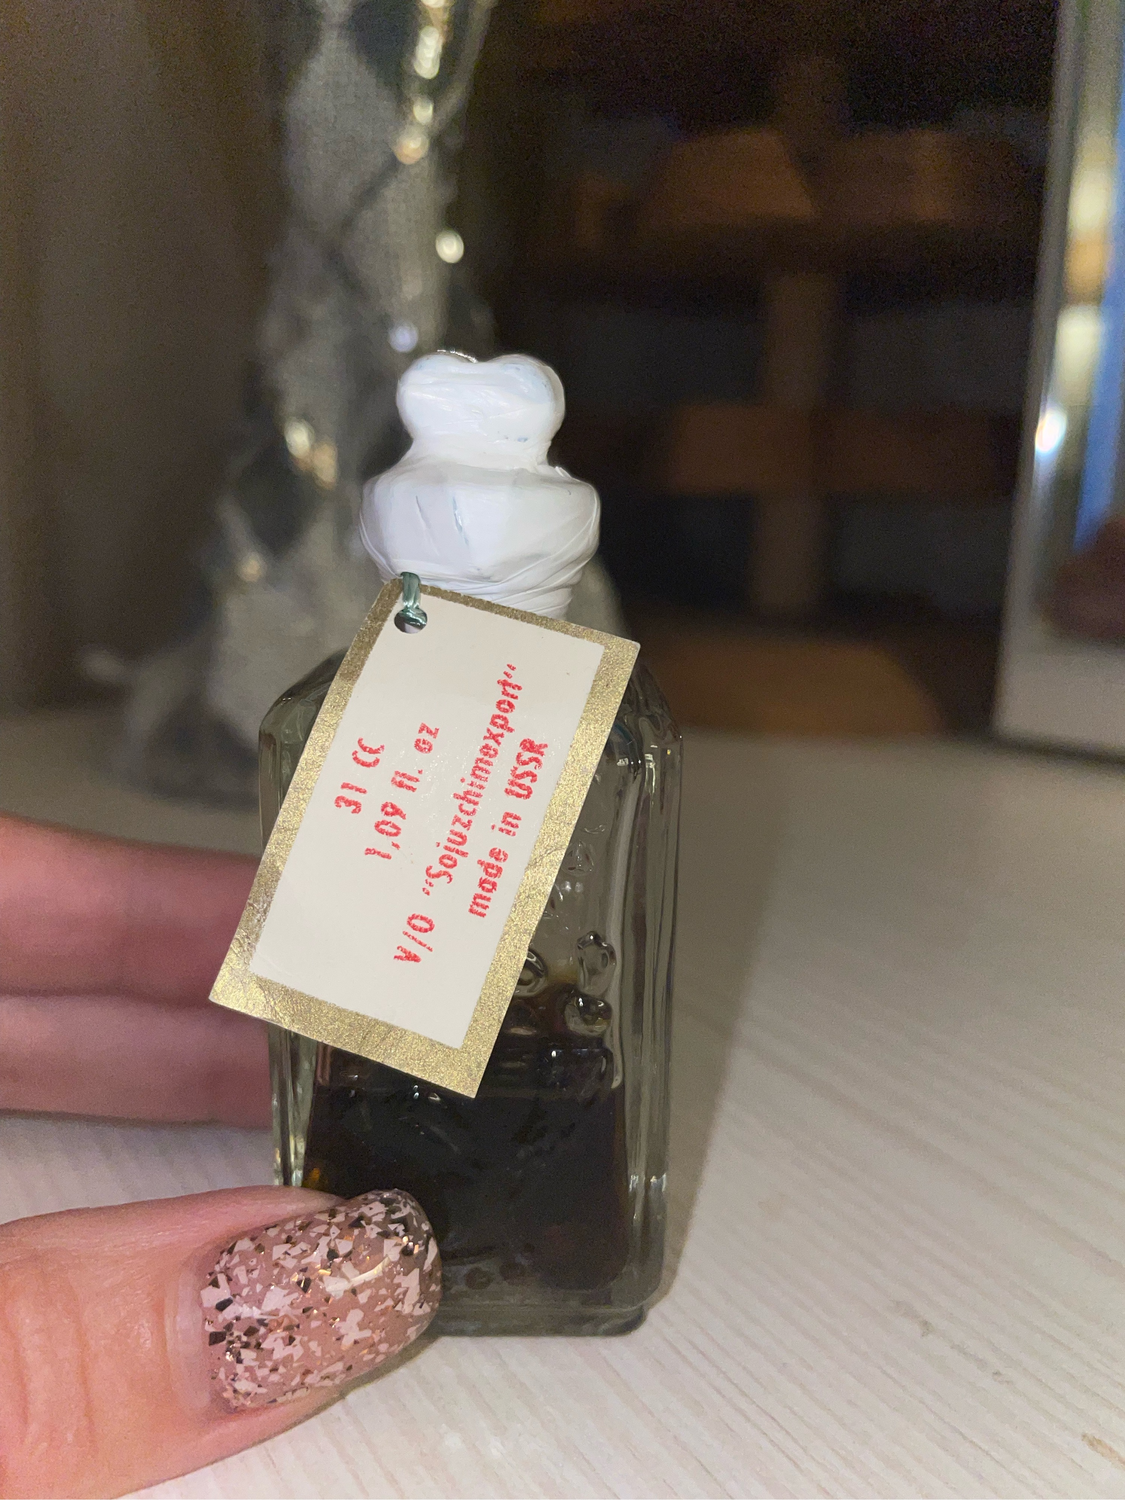 31 CC
1,09 fl. oz
V/O "Sojuzchimexport"
made in USSR